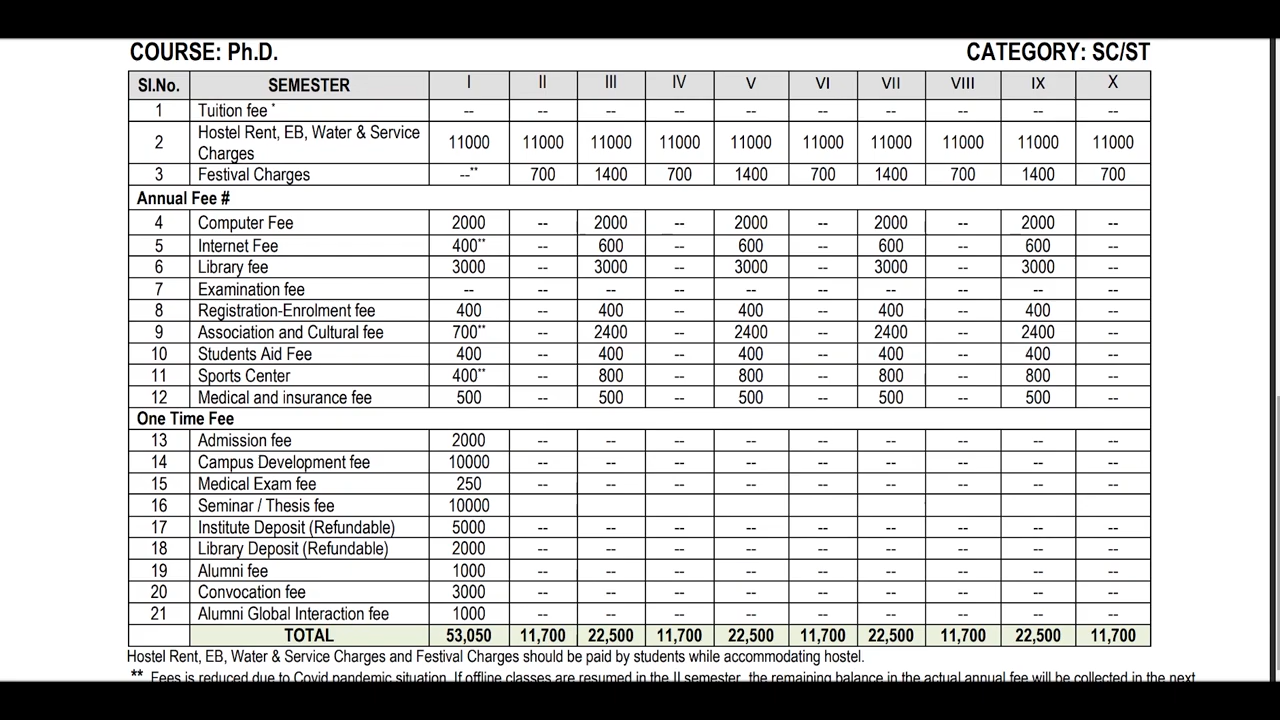 COURSE: Ph.D. CATEGORY: SC/ST
Sl.No. SEMESTER I II III IV V VI VII VIII IX X
1 Tuition fee * -- -- -- -- -- -- -- -- -- --
2 Hostel Rent, EB, Water & Service Charges 11000 11000 11000 11000 11000 11000 11000 11000 11000 11000
3 Festival Charges --** 700 1400 700 1400 700 1400 700 1400 700
Annual Fee #
4 Computer Fee 2000 -- 2000 -- 2000 -- 2000 -- 2000 --
5 Internet Fee 400** -- 600 -- 600 -- 600 -- 600 --
6 Library fee 3000 -- 3000 -- 3000 -- 3000 -- 3000 --
7 Examination fee -- -- -- -- -- -- -- -- -- --
8 Registration-Enrolment fee 400 -- 400 -- 400 -- 400 -- 400 --
9 Association and Cultural fee 700** -- 2400 -- 2400 -- 2400 -- 2400 --
10 Students Aid Fee 400 -- 400 -- 400 -- 400 -- 400 --
11 Sports Center 400** -- 800 -- 800 -- 800 -- 800 --
12 Medical and insurance fee 500 -- 500 -- 500 -- 500 -- 500 --
One Time Fee
13 Admission fee 2000 -- -- -- -- -- -- -- -- --
14 Campus Development fee 10000 -- -- -- -- -- -- -- -- --
15 Medical Exam fee 250 -- -- -- -- -- -- -- -- --
16 Seminar / Thesis fee 10000
17 Institute Deposit (Refundable) 5000 -- -- -- -- -- -- -- -- --
18 Library Deposit (Refundable) 2000 -- -- -- -- -- -- -- -- --
19 Alumni fee 1000 -- -- -- -- -- -- -- -- --
20 Convocation fee 3000 -- -- -- -- -- -- -- -- --
21 Alumni Global Interaction fee 1000 -- -- -- -- -- -- -- -- --
TOTAL 53,050 11,700 22,500 11,700 22,500 11,700 22,500 11,700 22,500 11,700
Hostel Rent, EB, Water & Service Charges and Festival Charges should be paid by students while accommodating hostel.
** Fees is reduced due to Covid pandemic situation. If offline classes are resumed in the II semester, the remaining balance in the actual annual fee will be collected in the next